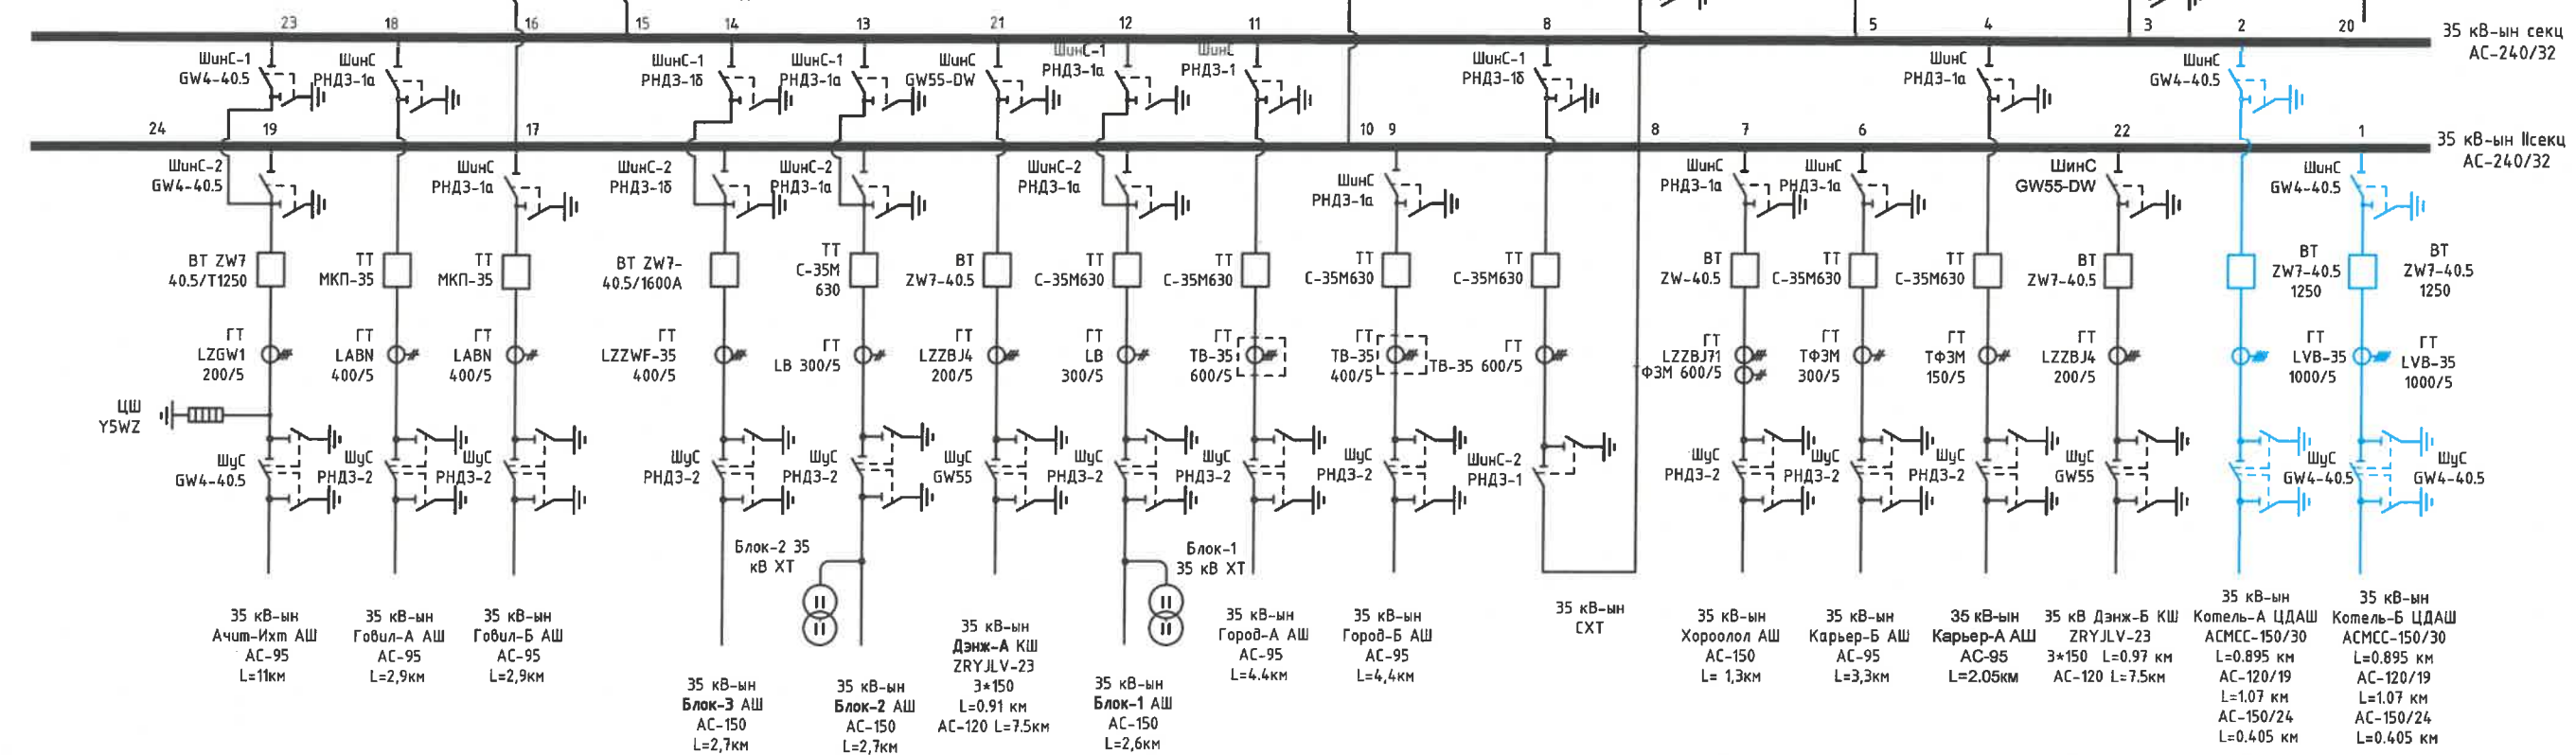 23 18 16 15 14 13 21 12 11 8 5 4 3 2 20
35 кВ-ын секц
АС-240/32
ШинС-1
GW4-40.5
ШинС
РНДЗ-1а
ШинС-1
РНДЗ-1б
ШинС-1
РНДЗ-1а
ШинС
GW55-DW
ШинС-1
РНДЗ-1а
ШинС
РНДЗ-1
ШинС-1
РНДЗ-1б
ШинС
РНДЗ-1а
ШинС
GW4-40.5
24 19 17 10 9 8 7 6 22 1
35 кВ-ын IIсекц
АС-240/32
ШинС-2
GW4-40.5
ШинС
РНДЗ-1а
ШинС-2
РНДЗ-1б
ШинС-2
РНДЗ-1а
ШинС-2
РНДЗ-1а
ШинС
РНДЗ-1а
ШинС
РНДЗ-1а
ШинС
РНДЗ-1а
ШинС
GW55-DW
ШинС
GW4-40.5
ВТ ZW7
40.5/Т1250
ТТ
МКП-35
ТТ
МКП-35
ВТ ZW7-
40.5/1600А
ТТ
С-35М
630
ВТ
ZW7-40.5
ТТ
С-35М630
ТТ
С-35М630
ТТ
С-35М630
ТТ
С-35М630
ВТ
ZW-40.5
ТТ
С-35М630
ТТ
С-35М630
ВТ
ZW7-40.5
ВТ
ZW7-40.5
1250
ВТ
ZW7-40.5
1250
ГТ
LZGW1
200/5
ГТ
LABN
400/5
ГТ
LABN
400/5
ГТ
LZZWF-35
400/5
ГТ
LB 300/5
ГТ
LZZBJ4
200/5
ГТ
LB
300/5
ГТ
ТВ-35
600/5
ГТ
ТВ-35
400/5
ГТ
ТВ-35 600/5
ГТ
LZZBJ71
ФЗМ 600/5
ГТ
ТФЗМ
300/5
ГТ
ТФЗМ
150/5
ГТ
LZZBJ4
200/5
ГТ
LVB-35
1000/5
ГТ
LVB-35
1000/5
ЦШ
Y5WZ
ШуС
GW4-40.5
ШуС
РНДЗ-2
ШуС
РНДЗ-2
ШуС
РНДЗ-2
ШуС
РНДЗ-2
ШуС
GW55
ШуС
РНДЗ-2
ШуС
РНДЗ-2
ШуС
РНДЗ-2
ШинС-2
РНДЗ-1
ШуС
РНДЗ-2
ШуС
РНДЗ-2
ШуС
РНДЗ-2
ШуС
GW55
ШуС
GW4-40.5
ШуС
GW4-40.5
Блок-2 35
кВ ХТ
Блок-1
35 кВ ХТ
35 кВ-ын
Ачит-Ихт АШ
АС-95
L=11км
35 кВ-ын
Говил-А АШ
АС-95
L=2,9км
35 кВ-ын
Говил-Б АШ
АС-95
L=2,9км
35 кВ-ын
Блок-3 АШ
АС-150
L=2,7км
35 кВ-ын
Блок-2 АШ
АС-150
L=2,7км
35 кВ-ын
Дэнж-А КШ
ZRYJLV-23
3*150
L=0.91 км
АС-120 L=7.5км
35 кВ-ын
Блок-1 АШ
АС-150
L=2,6км
35 кВ-ын
Город-А АШ
АС-95
L=4.4км
35 кВ-ын
Город-Б АШ
АС-95
L=4,4км
35 кВ-ын
СХТ
35 кВ-ын
Хороолол АШ
АС-150
L= 1,3км
35 кВ-ын
Карьер-Б АШ
АС-95
L=3,3км
35 кВ-ын
Карьер-А АШ
АС-95
L=2.05км
35 кВ Дэнж-Б КШ
ZRYJLV-23
3*150 L=0.97 км
АС-120 L=7.5км
35 кВ-ын
Котель-А ЦДАШ
АСМСС-150/30
L=0.895 км
АС-120/19
L=1.07 км
АС-150/24
L=0.405 км
35 кВ-ын
Котель-Б ЦДАШ
АСМСС-150/30
L=0.895 км
АС-120/19
L=1.07 км
АС-150/24
L=0.405 км